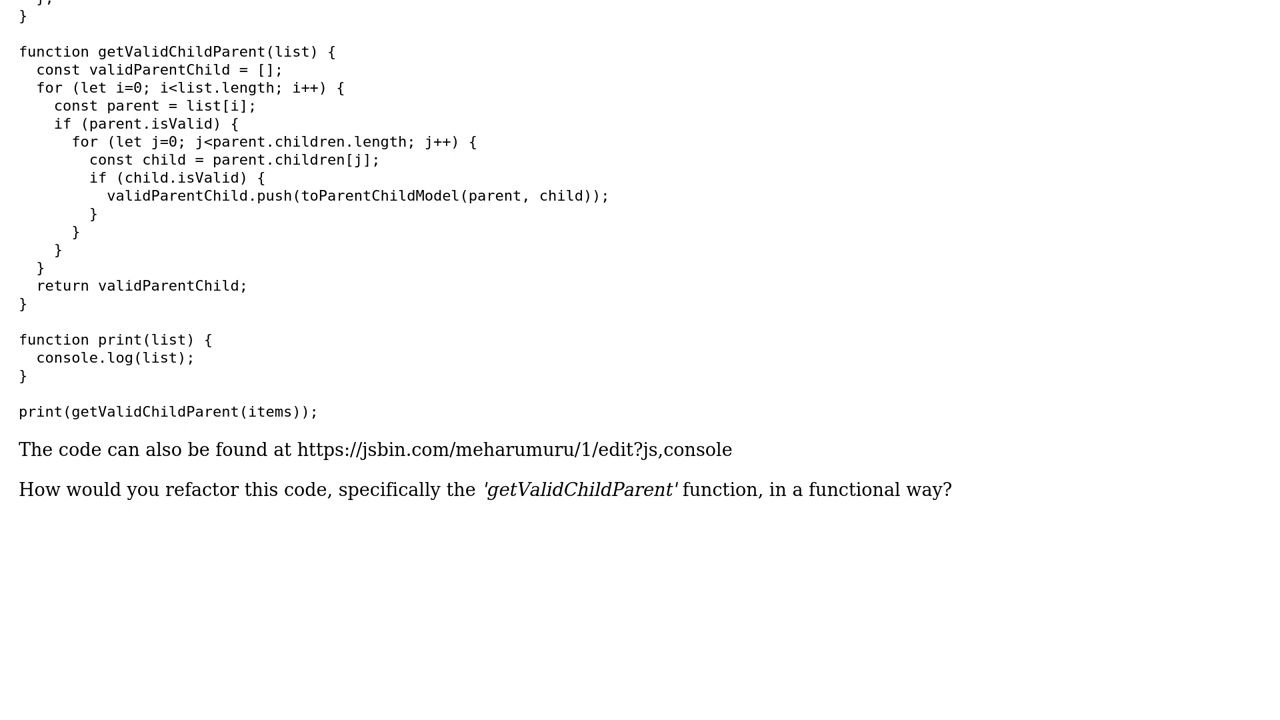 };
}
function getValidChildParent(list) {
  const validParentChild = [];
  for (let i=0; i<list.length; i++) {
    const parent = list[i];
    if (parent.isValid) {
      for (let j=0; j<parent.children.length; j++) {
        const child = parent.children[j];
        if (child.isValid) {
          validParentChild.push(toParentChildModel(parent, child));
        }
      }
    }
  }
  return validParentChild;
}
function print(list) {
  console.log(list);
}
print(getValidChildParent(items));
The code can also be found at https://jsbin.com/meharumuru/1/edit?js,console
How would you refactor this code, specifically the 'getValidChildParent' function, in a functional way?